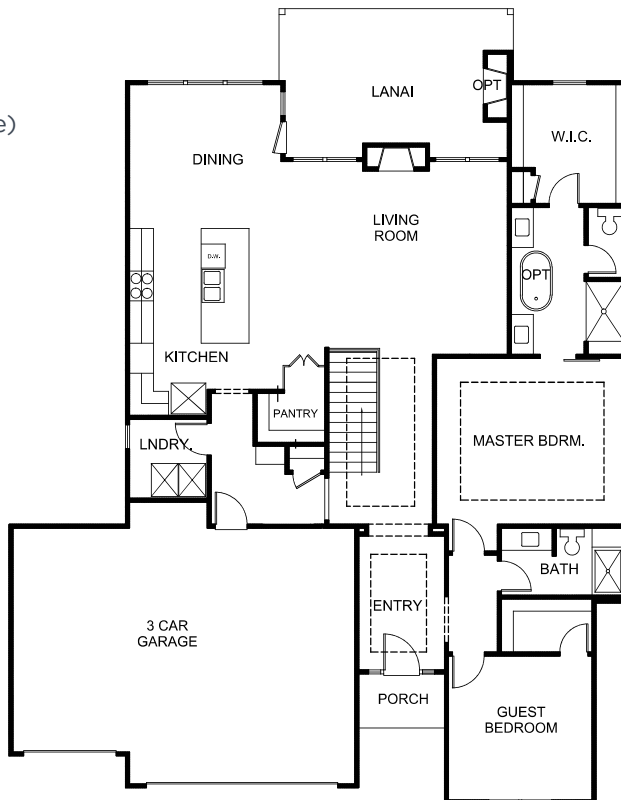 e)
LANAI
OPT
W.I.C.
DINING
LIVING
ROOM
D.W.
OPT
KITCHEN
PANTRY
LNDRY.
MASTER BDRM.
BATH
ENTRY
3 CAR
GARAGE
PORCH
GUEST
BEDROOM